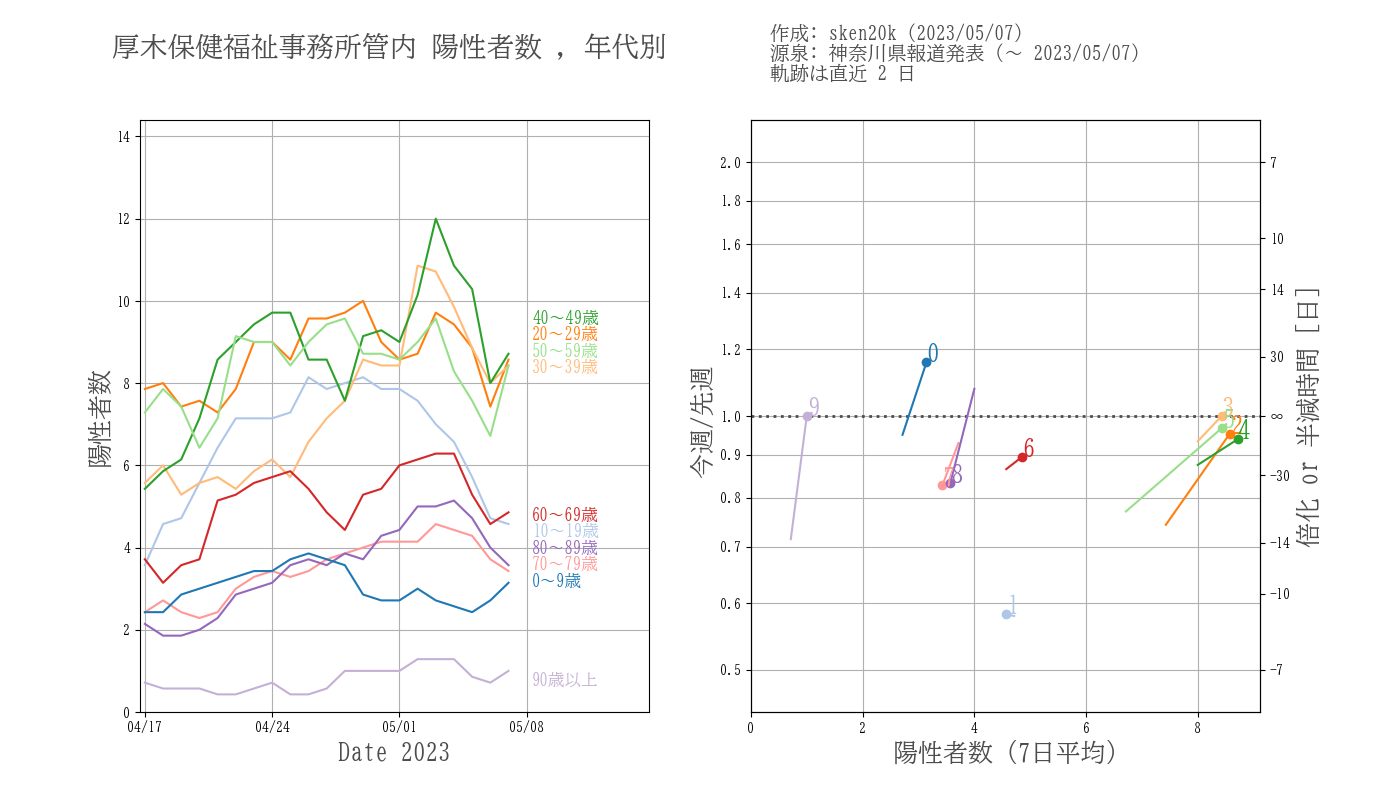 厚木保健福祉事務所管内 陽性者数 , 年代別
作成: sken20k (2023/05/07)
源泉: 神奈川県報道発表 (～ 2023/05/07)
軌跡は直近 2 日
陽性者数
14
12
10
8
6
4
2
0
04/17
04/24
05/01
05/08
Date 2023
40～49歳
20～29歳
50～59歳
30～39歳
60～69歳
10～19歳
80～89歳
70～79歳
0～9歳
90歳以上
今週/先週
2.0
1.8
1.6
1.4
1.2
1.0
0.9
0.8
0.7
0.6
0.5
0
2
4
6
8
陽性者数 (7日平均)
9
0
7
8
6
1
3
5
2
4
7
10
14
30
∞
-30
-14
-10
-7
倍化 or 半減時間 [日]